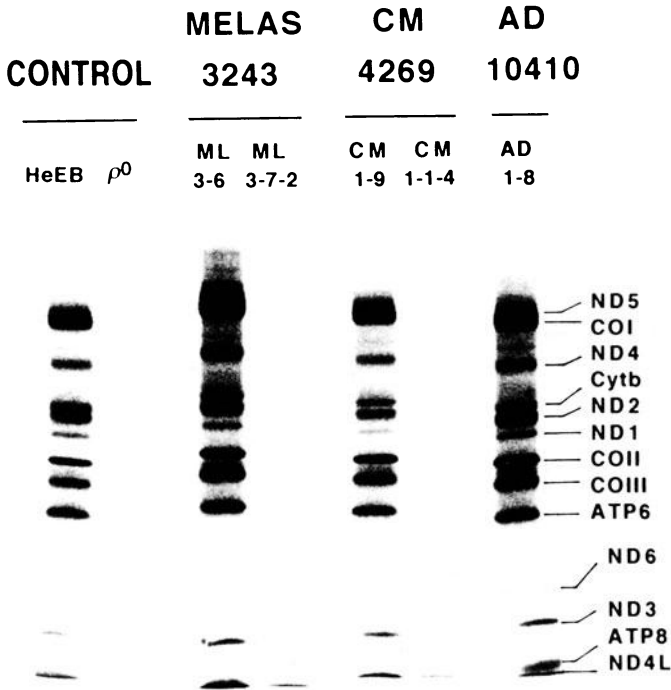 MELAS CM AD
CONTROL 3243 4269 10410
ML ML CM CM AD
HeEB ρ0 3-6 3-7-2 1-9 1-1-4 1-8
ND5
COI
ND4
Cytb
ND2
ND1
COII
COIII
ATP6
ND6
ND3
ATP8
ND4L